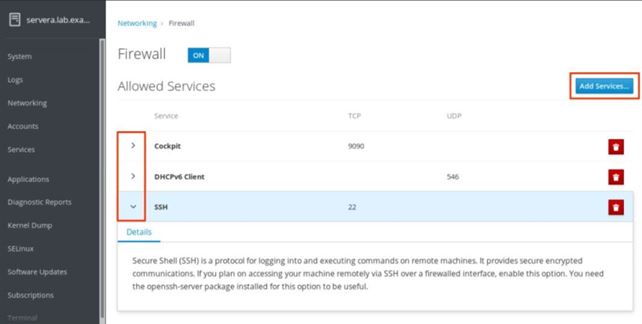 servera.lab.exa...
System
Logs
Networking
Accounts
Services
Applications
Diagnostic Reports
Kernel Dump
SELinux
Software Updates
Subscriptions
Terminal
Networking › Firewall
Firewall ON
Allowed Services
Add Services...
Service TCP UDP
Cockpit 9090
DHCPv6 Client 546
SSH 22
Details
Secure Shell (SSH) is a protocol for logging into and executing commands on remote machines. It provides secure encrypted
communications. If you plan on accessing your machine remotely via SSH over a firewalled interface, enable this option. You need
the openssh-server package installed for this option to be useful.